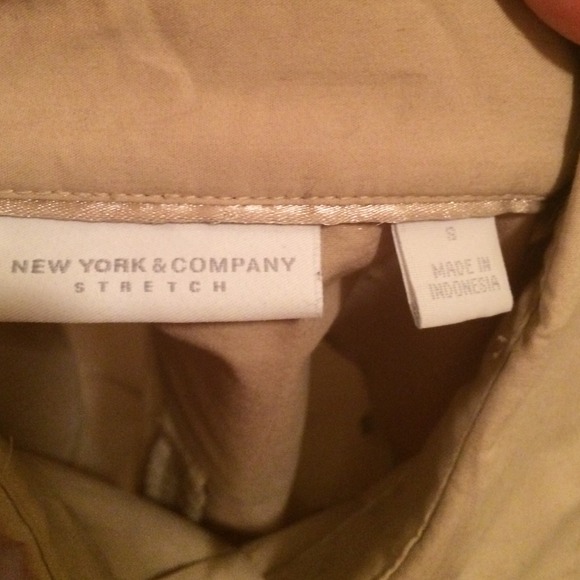 NEW YORK & COMPANY
STRETCH
S
MADE IN
INDONESIA